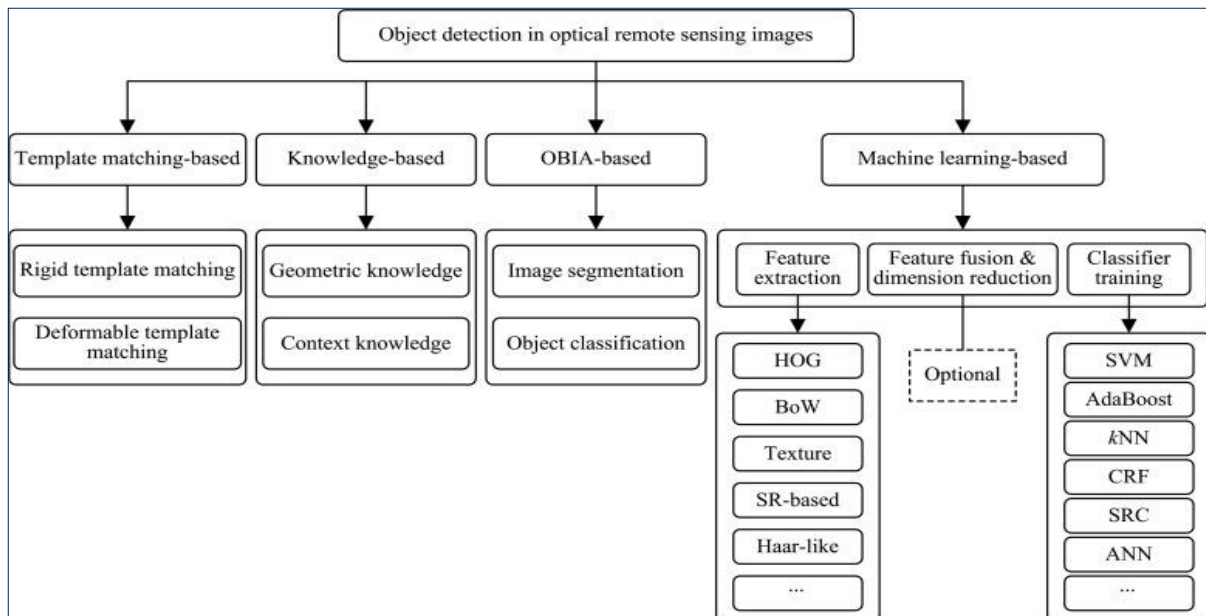 Object detection in optical remote sensing images
Template matching-based
Knowledge-based
OBIA-based
Machine learning-based
Rigid template matching
Deformable template
matching
Geometric knowledge
Context knowledge
Image segmentation
Object classification
Feature
extraction
Feature fusion &
dimension reduction
Classifier
training
HOG
BoW
Texture
SR-based
Haar-like
...
Optional
SVM
AdaBoost
kNN
CRF
SRC
ANN
...